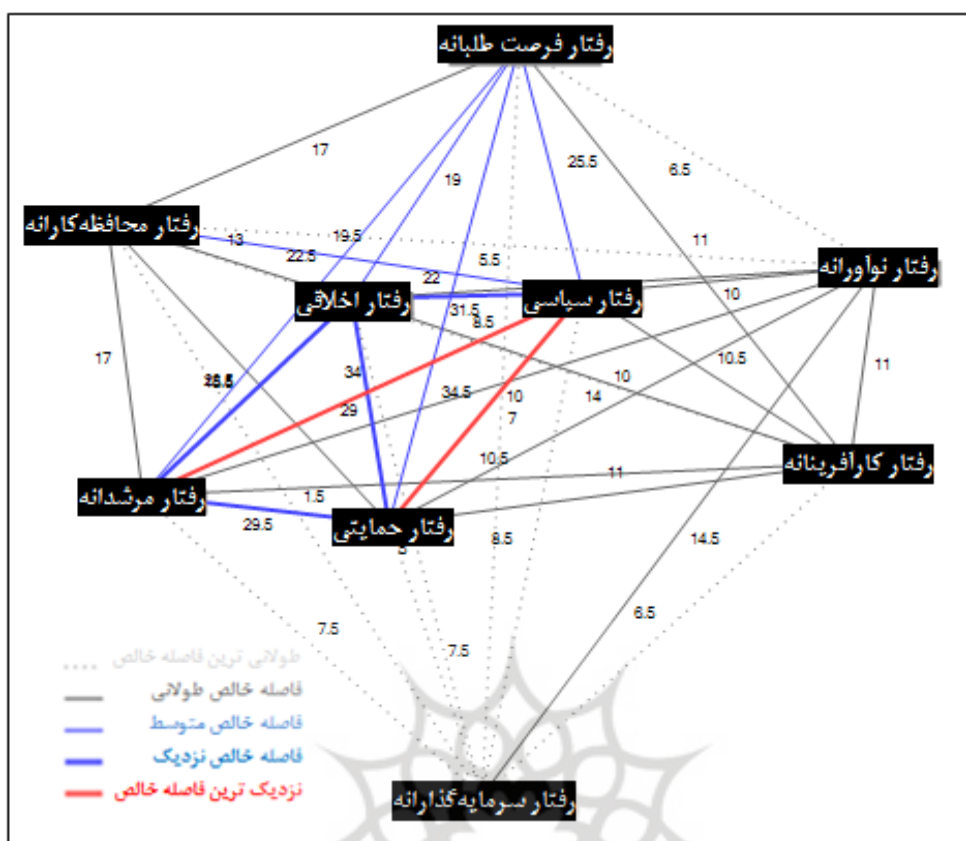 رفتار فرصت طلبانه
17
25.5
6.5
19
رفتار محافظه‌کارانه
13
19.5
11
22.5
5.5
22
رفتار نوآورانه
رفتار اخلاقی
رفتار سیاسی
10
31.5
8.5
17
34
10
14
10.5
11
34.5
10
29
7
رفتار کارآفرینانه
10.5
11
رفتار مرشدانه
1.5
29.5
رفتار حمایتی
8.5
14.5
7.5
7.5
6.5
طولانی ترین فاصله خالص
فاصله خالص طولانی
فاصله خالص متوسط
فاصله خالص نزدیک
نزدیک ترین فاصله خالص
رفتار سرمایه‌گذارانه